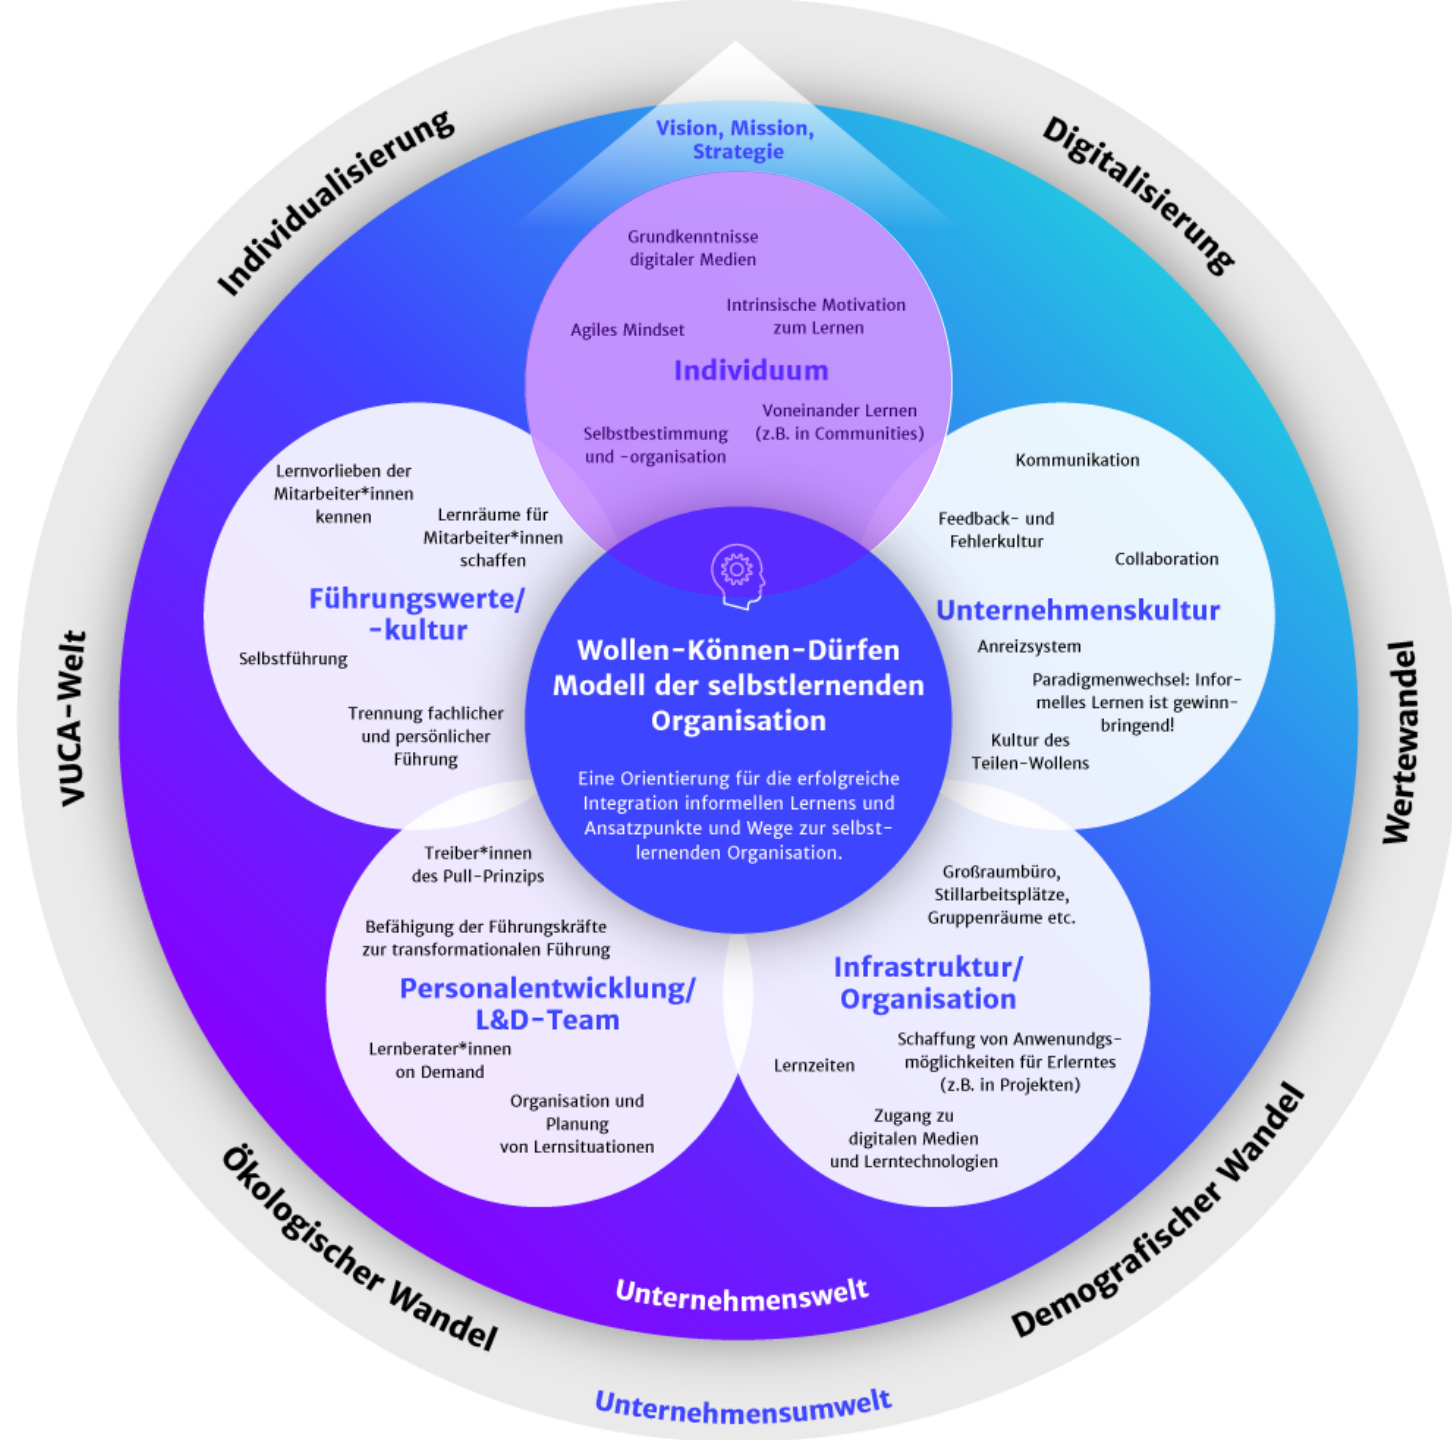 Individualisierung
Digitalisierung
VUCA-Welt
Wertewandel
Ökologischer Wandel
Demografischer Wandel
Unternehmensumwelt
Unternehmenswelt
Vision, Mission,
Strategie
Grundkenntnisse
digitaler Medien
Intrinsische Motivation
zum Lernen
Agiles Mindset
Individuum
Voneinander Lernen
(z.B. in Communities)
Selbstbestimmung
und -organisation
Lernvorlieben der
Mitarbeiter*innen
kennen
Lernräume für
Mitarbeiter*innen
schaffen
Führungswerte/
-kultur
Selbstführung
Trennung fachlicher
und persönlicher
Führung
Kommunikation
Feedback- und
Fehlerkultur
Collaboration
Unternehmenskultur
Anreizsystem
Paradigmenwechsel: Infor-
melles Lernen ist gewinn-
bringend!
Kultur des
Teilen-Wollens
Wollen-Können-Dürfen
Modell der selbstlernenden
Organisation
Eine Orientierung für die erfolgreiche
Integration informellen Lernens und
Ansatzpunkte und Wege zur selbst-
lernenden Organisation.
Treiber*innen
des Pull-Prinzips
Befähigung der Führungskräfte
zur transformationalen Führung
Personalentwicklung/
L&D-Team
Lernberater*innen
on Demand
Organisation und
Planung
von Lernsituationen
Großraumbüro,
Stillarbeitsplätze,
Gruppenräume etc.
Infrastruktur/
Organisation
Schaffung von Anwenundgs-
möglichkeiten für Erlerntes
(z.B. in Projekten)
Lernzeiten
Zugang zu
digitalen Medien
und Lerntechnologien